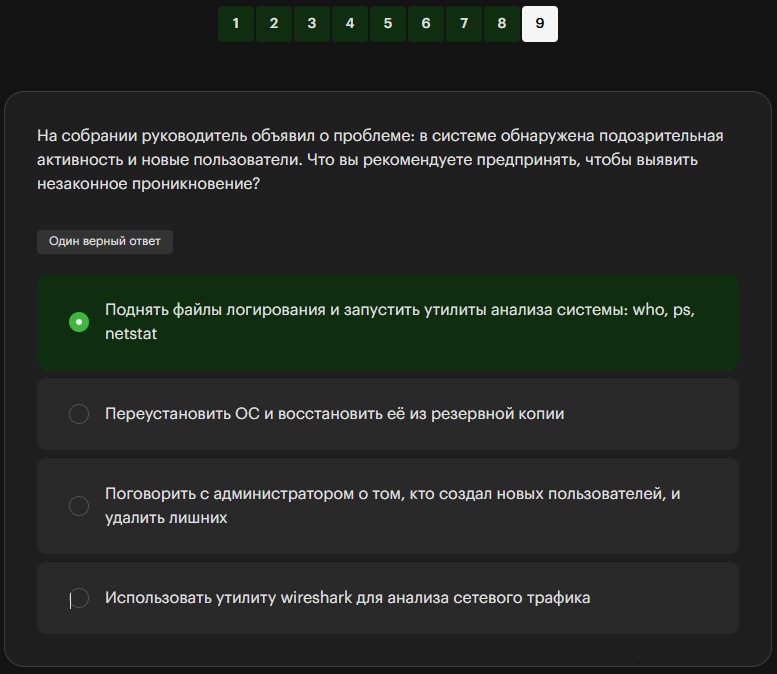 1 2 3 4 5 6 7 8 9
На собрании руководитель объявил о проблеме: в системе обнаружена подозрительная
активность и новые пользователи. Что вы рекомендуете предпринять, чтобы выявить
незаконное проникновение?
Один верный ответ
Поднять файлы логирования и запустить утилиты анализа системы: who, ps,
netstat
Переустановить ОС и восстановить её из резервной копии
Поговорить с администратором о том, кто создал новых пользователей, и
удалить лишних
Использовать утилиту wireshark для анализа сетевого трафика